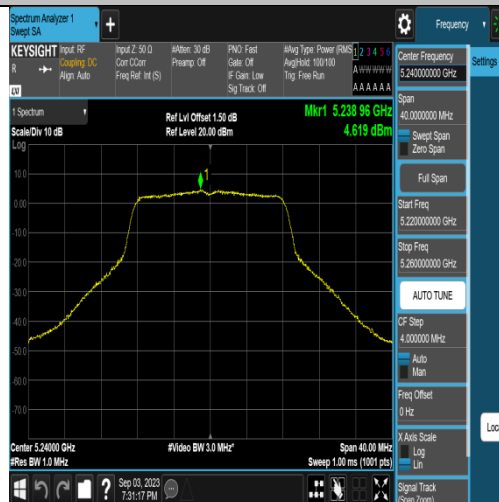 Spectrum Analyzer 1
Swept SA
+
Frequency
KEYSIGHT
Input: RF
Coupling: DC
Align: Auto
Input Z: 50 Ω
Corr CCorr
Freq Ref: Int (S)
#Atten: 30 dB
Preamp: Off
PNO: Fast
Gate: Off
IF Gain: Low
Sig Track: Off
#Avg Type: Power (RMS
Avg|Hold: 100/100
Trig: Free Run
1 2 3 4 5 6
A W W W W W
A A A A A A
R
LV
1 Spectrum
Scale/Div 10 dB
Log
Ref Lvl Offset 1.50 dB
Ref Level 20.00 dBm
Mkr1 5.238 96 GHz
4.619 dBm
1
10.0
0.00
-10.0
-20.0
-30.0
-40.0
-50.0
-60.0
-70.0
Center 5.24000 GHz
#Res BW 1.0 MHz
#Video BW 3.0 MHz*
Span 40.00 MHz
Sweep 1.00 ms (1001 pts)
Sep 03, 2023
7:31:17 PM
Center Frequency
5.240000000 GHz
Span
40.0000000 MHz
Swept Span
Zero Span
Full Span
Start Freq
5.220000000 GHz
Stop Freq
5.260000000 GHz
AUTO TUNE
CF Step
4.000000 MHz
Auto
Man
Freq Offset
0 Hz
X Axis Scale
Log
Lin
Signal Track
(Span Zoom)
Settings
Loc